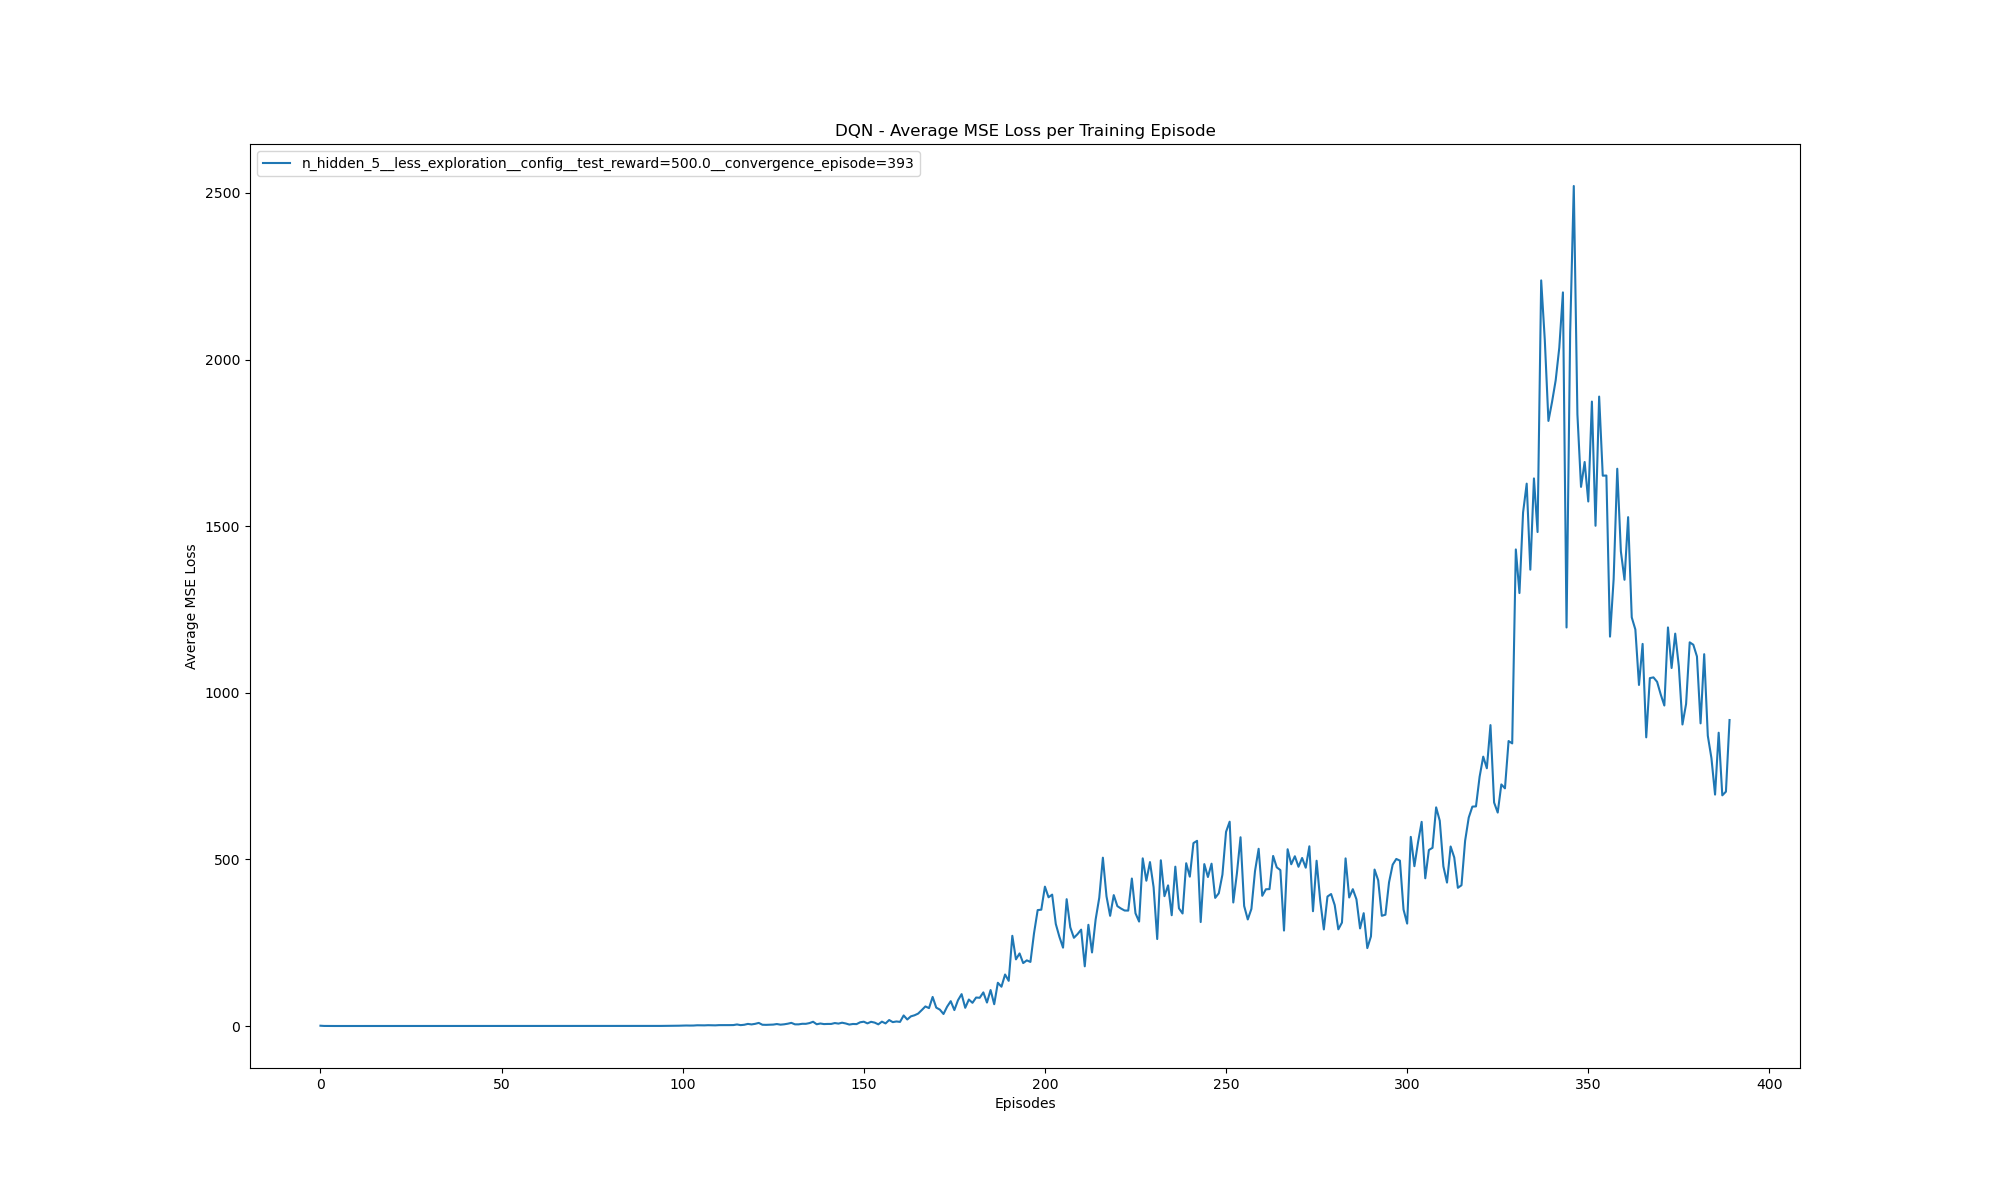 DQN - Average MSE Loss per Training Episode
n_hidden_5__less_exploration__config__test_reward=500.0__convergence_episode=393
2500
2000
1500
1000
500
0
Average MSE Loss
0 50 100 150 200 250 300 350 400
Episodes